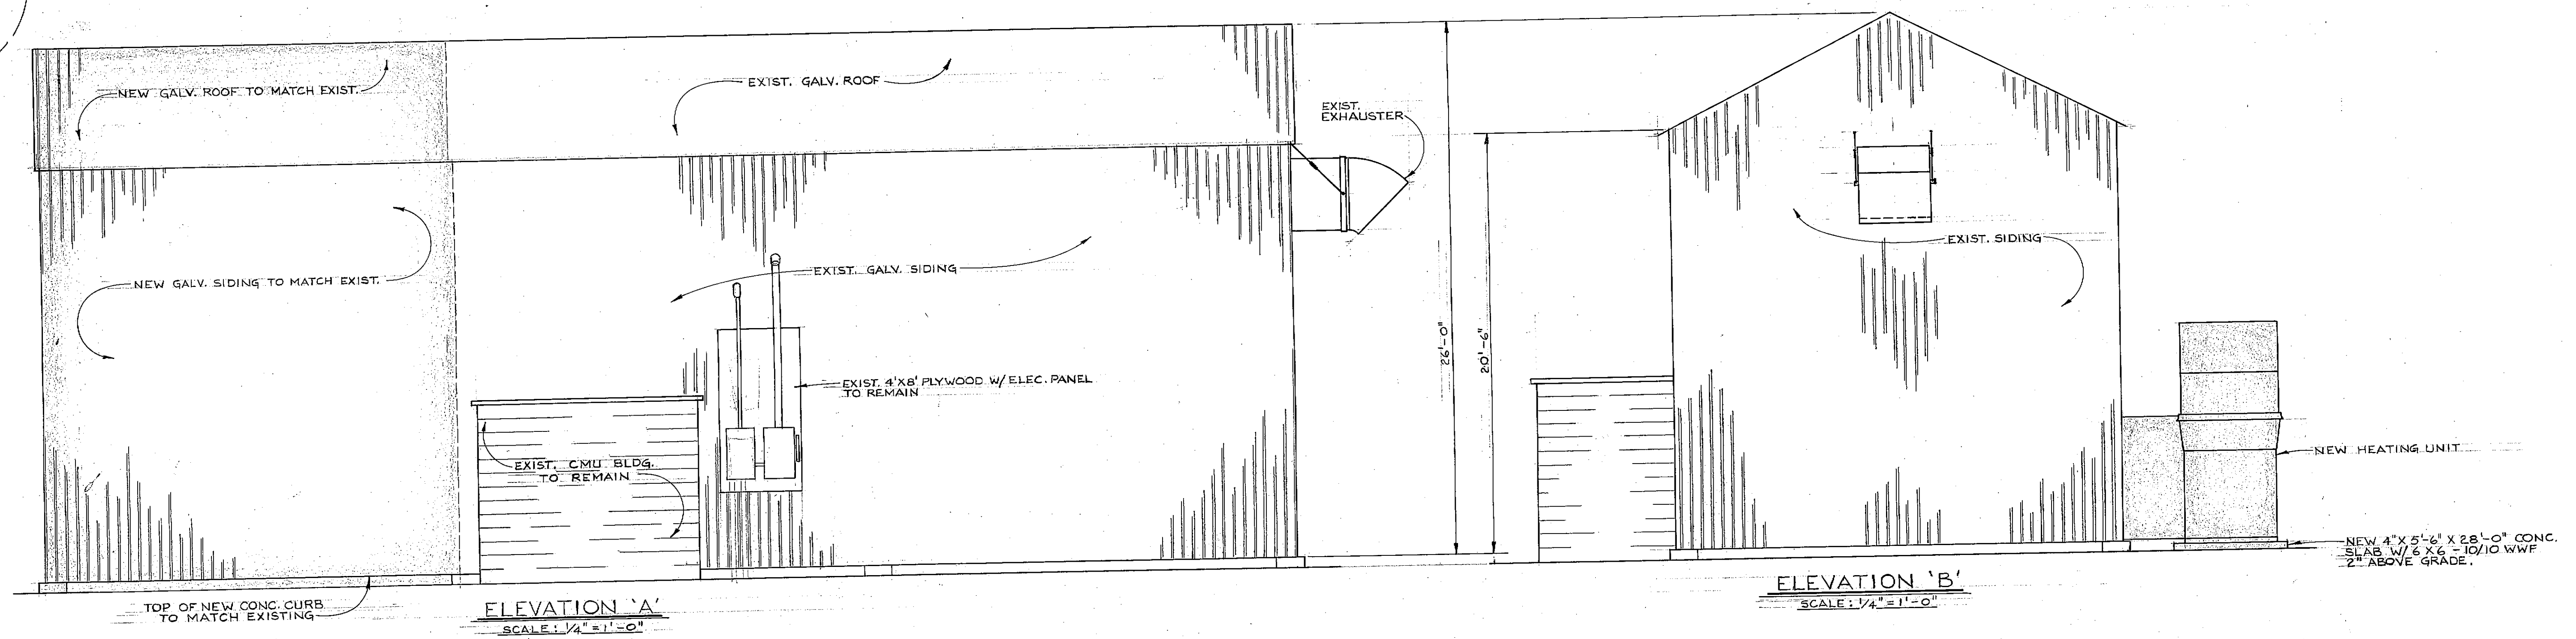 NEW GALV. ROOF TO MATCH EXIST.
EXIST. GALV. ROOF
EXIST.
EXHAUSTER
NEW GALV. SIDING TO MATCH EXIST.
EXIST. GALV. SIDING
EXIST. SIDING
26'-0"
20'-6"
EXIST. 4'X8' PLYWOOD W/ ELEC. PANEL
TO REMAIN
EXIST. CMU BLDG.
TO REMAIN
NEW HEATING UNIT
NEW 4"X 5'-6" X 28'-0" CONC.
SLAB W/ 6 X 6 - 10/10 WWF
2" ABOVE GRADE.
TOP OF NEW CONC. CURB
TO MATCH EXISTING
ELEVATION 'A'
SCALE: 1/4" = 1'-0"
ELEVATION 'B'
SCALE: 1/4" = 1'-0"